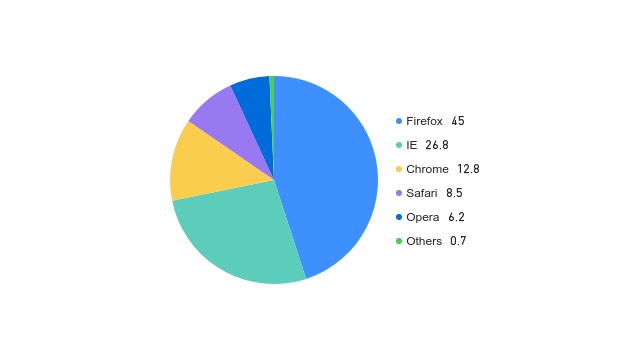 Firefox 45
IE 26.8
Chrome 12.8
Safari 8.5
Opera 6.2
Others 0.7